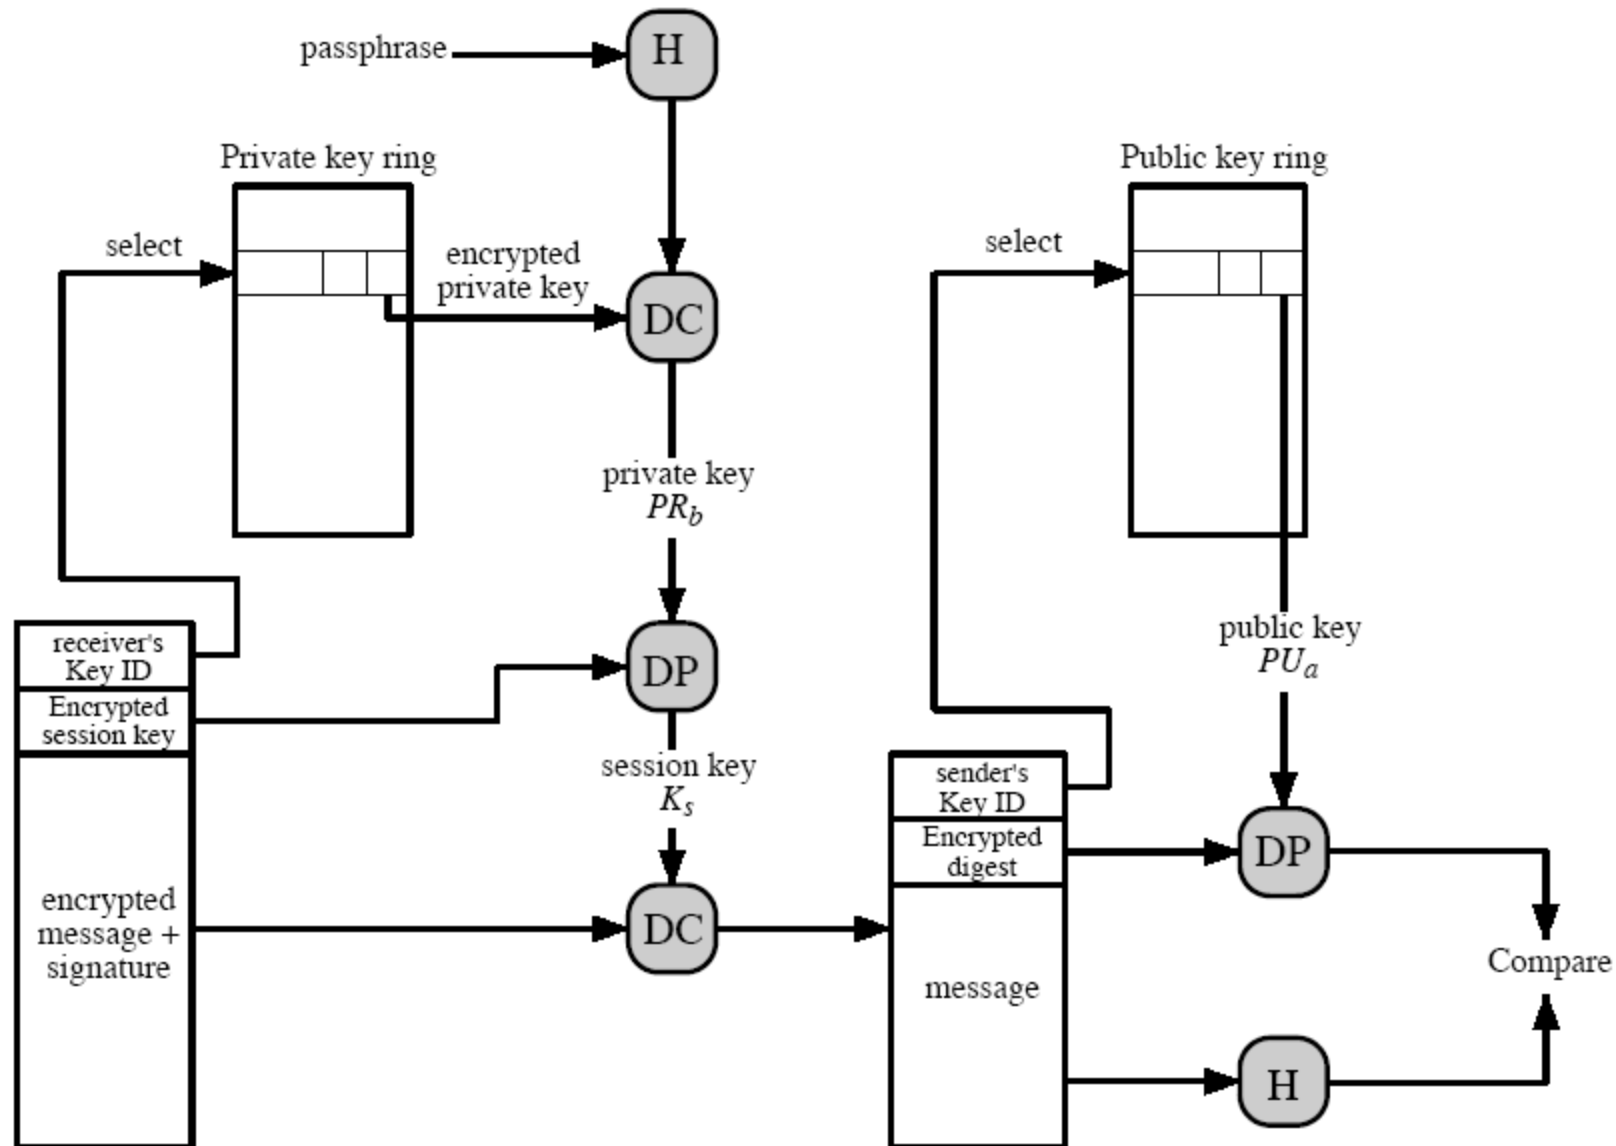 passphrase
H
Private key ring
Public key ring
select
encrypted
private key
select
DC
private key
PRb
receiver's
Key ID
DP
public key
PUa
Encrypted
session key
session key
Ks
sender's
Key ID
Encrypted
digest
DP
encrypted
message +
signature
DC
Compare
message
H